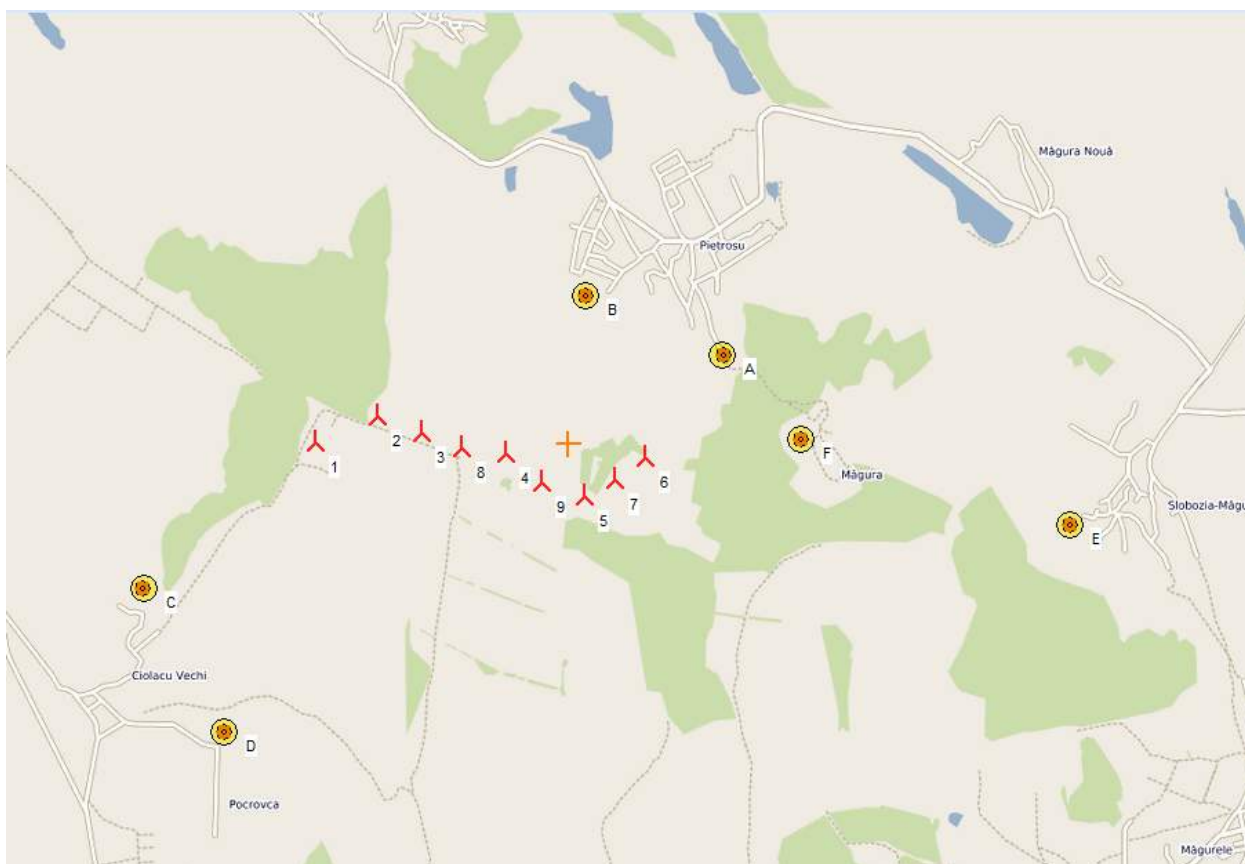 Măgura Nouă
Pietrosu
B
A
2
3
1
8
4
6
F
Măgura
9
7
5
Slobozia-Măgu
E
C
Ciolacu Vechi
D
Pocrovca
Măgurele